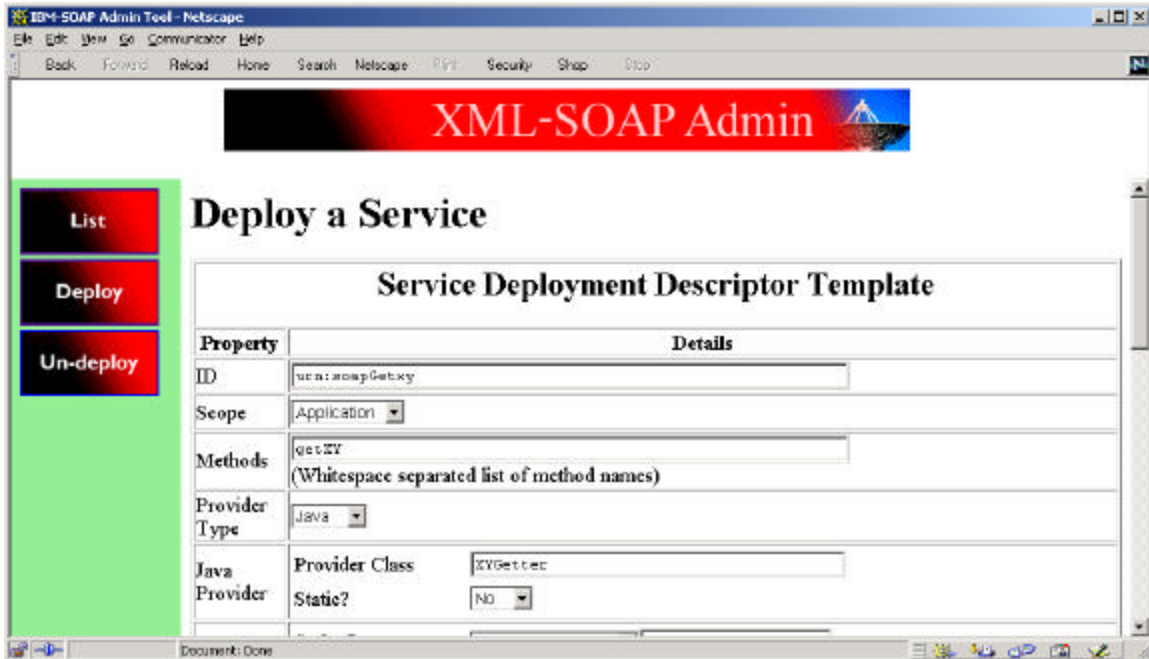 IBM-SOAP Admin Tool - Netscape
File Edit View Go Communicator Help
Back Forward Reload Home Search Netscape Print Security Shop Stop
XML-SOAP Admin
List
Deploy
Un-deploy
Deploy a Service
Service Deployment Descriptor Template
Property Details
ID urn:soapGetxy
Scope Application
Methods getXY
(Whitespace separated list of method names)
Provider Type Java
Java Provider Provider Class XYGetter
Static? No
Document: Done